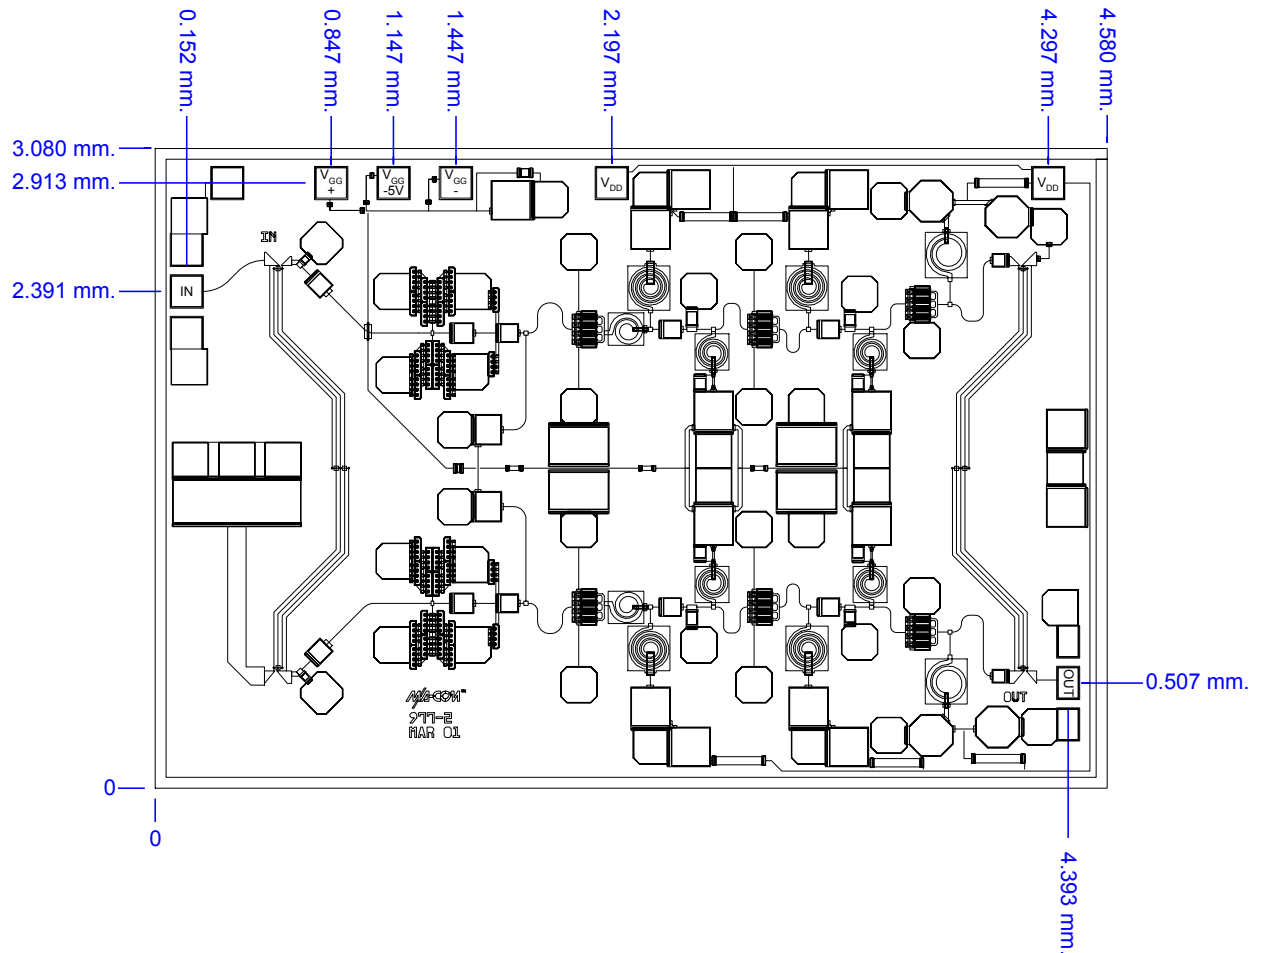 0.152 mm.
0.847 mm.
1.147 mm.
1.447 mm.
2.197 mm.
4.297 mm.
4.580 mm.
3.080 mm.
2.913 mm.
VGG
+
VGG
-5V
VGG
-
VDD
VDD
IN
2.391 mm.
IN
M/A-COM™
977-2
MAR 01
OUT
OUT
0.507 mm.
0
0
4.393 mm.